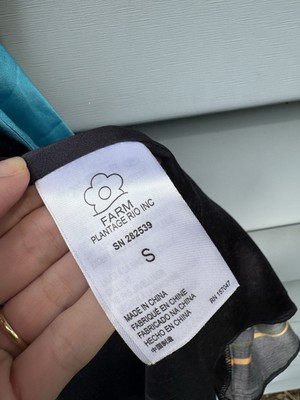 FARM
PLANTAGE RIO INC
SN 282539
S
MADE IN CHINA
FABRIQUÉ EN CHINE
FABRICADO NA CHINA
HECHO EN CHINA
中国制造
RN 157047